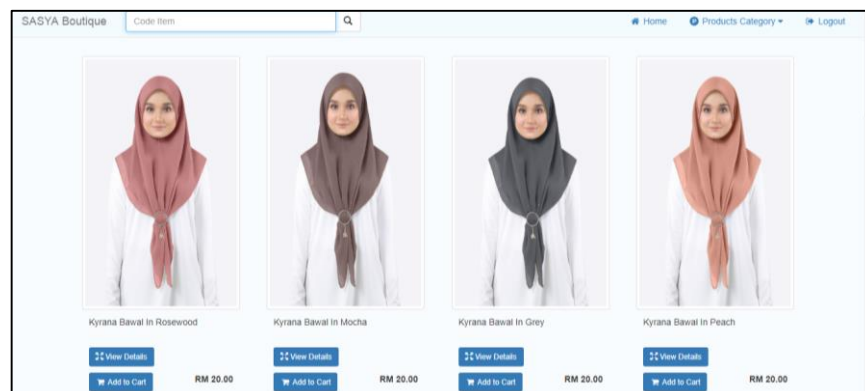 SASYA Boutique Code Item Home Products Category Logout
Kyrana Bawal In Rosewood Kyrana Bawal In Mocha Kyrana Bawal In Grey Kyrana Bawal In Peach
View Details View Details View Details View Details
Add to Cart RM 20.00 Add to Cart RM 20.00 Add to Cart RM 20.00 Add to Cart RM 20.00